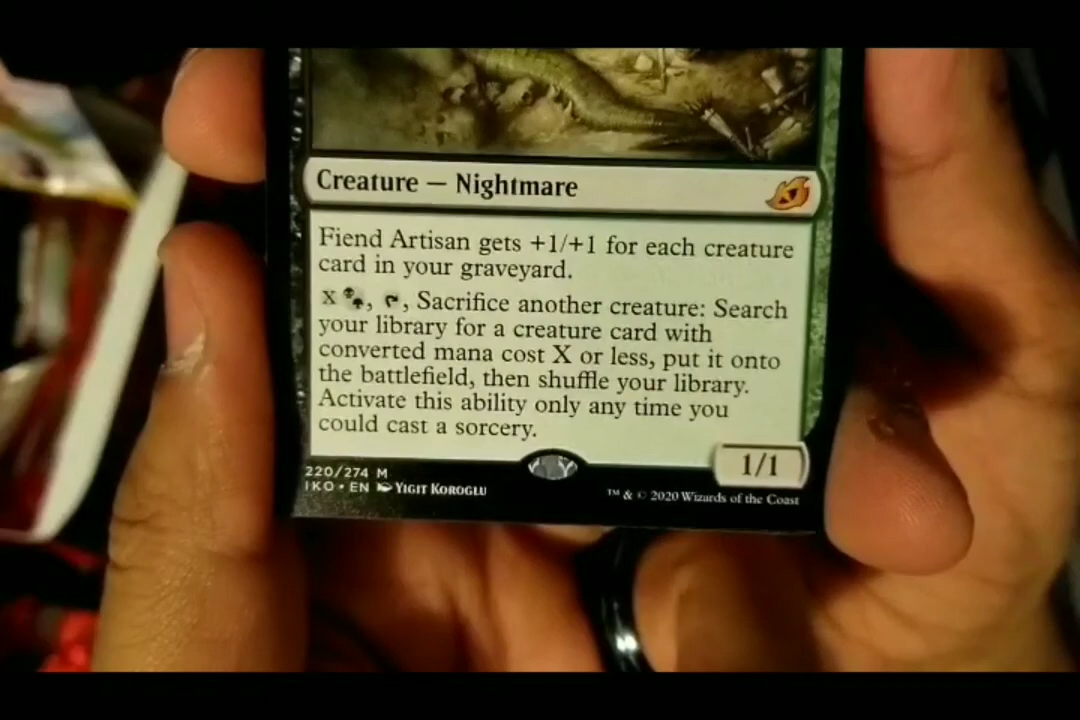 Creature — Nightmare
Fiend Artisan gets +1/+1 for each creature
card in your graveyard.
X , , Sacrifice another creature: Search
your library for a creature card with
converted mana cost X or less, put it onto
the battlefield, then shuffle your library.
Activate this ability only any time you
could cast a sorcery.
1/1
220/274 M
IKO • EN YIGIT KOROGLU
™ & © 2020 Wizards of the Coast